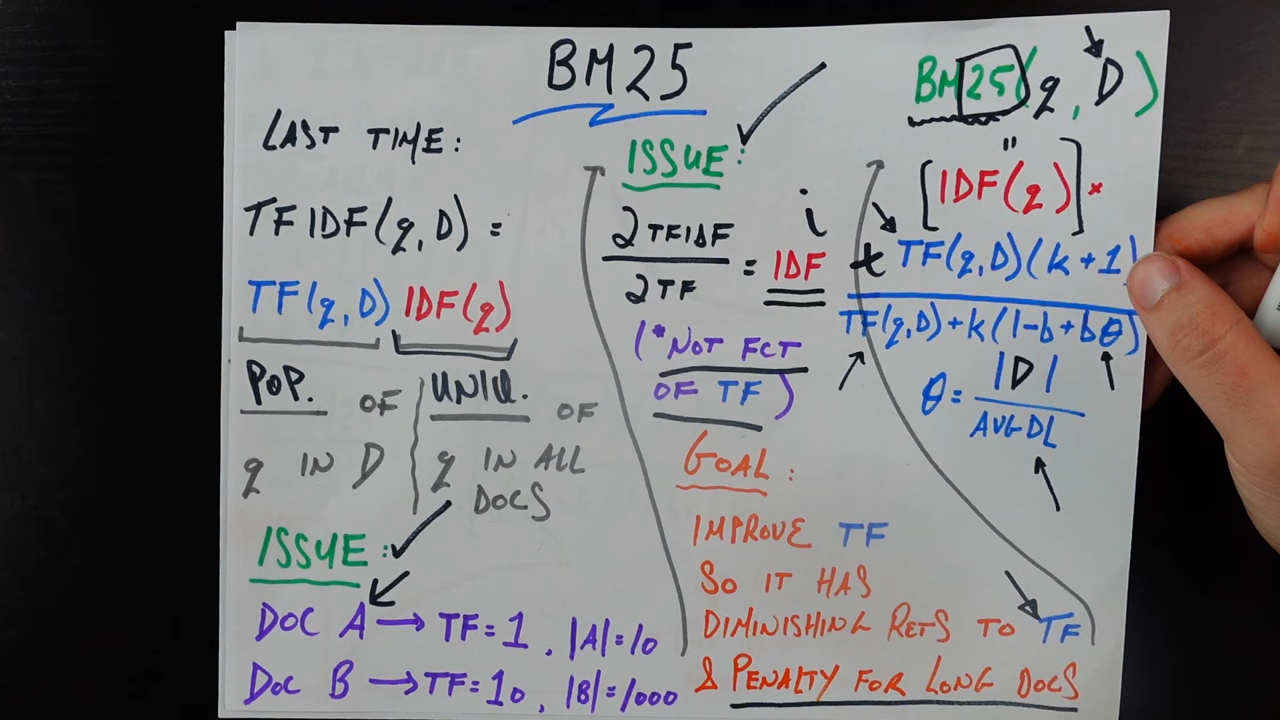 BM25
LAST TIME:
TFIDF(q, D) =
TF(q, D) IDF(q)
POP. OF
q IN D
UNIQ. OF
q IN ALL
DOCS
ISSUE:
DOC A → TF=1, |A|=10
DOC B → TF=10, |B|=1000
ISSUE:
∂TFIDF / ∂TF = IDF
(*NOT FCT
OF TF)
GOAL:
IMPROVE TF
SO IT HAS
DIMINISHING RETS TO TF
& PENALTY FOR LONG DOCS
BM25(q, D)
"
[IDF(q)] *
TF(q, D)(k+1)
TF(q, D) + k(1-b+bθ)
θ = |D| / AVGDL
i
t